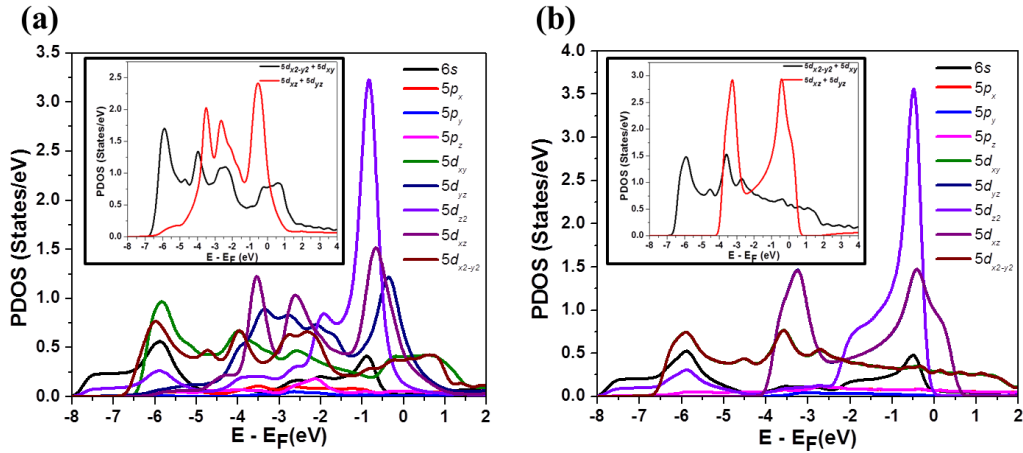 (a)
3.5
3.0
2.5
2.0
1.5
1.0
0.5
0.0
PDOS (States/eV)
-8 -7 -6 -5 -4 -3 -2 -1 0 1 2
E - EF(eV)
6s
5px
5py
5pz
5dxy
5dyz
5dz2
5dxz
5dx2-y2
2.5
2.0
1.5
1.0
0.5
0.0
PDOS (States/eV)
-8 -7 -6 -5 -4 -3 -2 -1 0 1 2 3 4
E - EF (eV)
5dx2-y2 + 5dxy
5dxz + 5dyz
(b)
4.0
3.5
3.0
2.5
2.0
1.5
1.0
0.5
0.0
PDOS (States/eV)
-8 -7 -6 -5 -4 -3 -2 -1 0 1 2
E - EF(eV)
6s
5px
5py
5pz
5dxy
5dyz
5dz2
5dxz
5dx2-y2
3.0
2.5
2.0
1.5
1.0
0.5
0.0
PDOS (States/eV)
-8 -7 -6 -5 -4 -3 -2 -1 0 1 2 3 4
E - EF (eV)
5dx2-y2 + 5dxy
5dxz + 5dyz